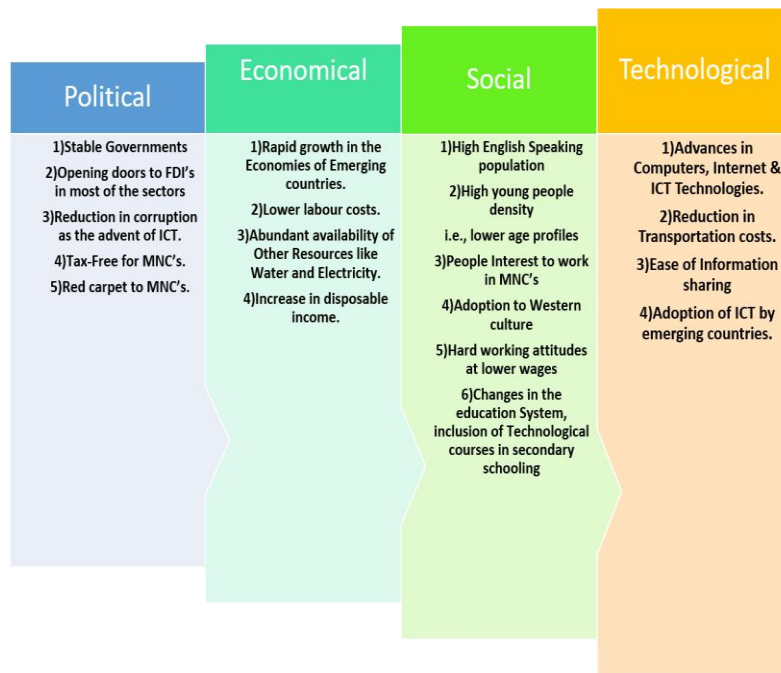 Political
1)Stable Governments
2)Opening doors to FDI's
in most of the sectors
3)Reduction in corruption
as the advent of ICT.
4)Tax-Free for MNC's.
5)Red carpet to MNC's.
Economical
1)Rapid growth in the
Economies of Emerging
countries.
2)Lower labour costs.
3)Abundant availability of
Other Resources like
Water and Electricity.
4)Increase in disposable
income.
Social
1)High English Speaking
population
2)High young people
density
i.e., lower age profiles
3)People Interest to work
in MNC's
4)Adoption to Western
culture
5)Hard working attitudes
at lower wages
6)Changes in the
education System,
inclusion of Technological
courses in secondary
schooling
Technological
1)Advances in
Computers, Internet &
ICT Technologies.
2)Reduction in
Transportation costs.
3)Ease of Information
sharing
4)Adoption of ICT by
emerging countries.